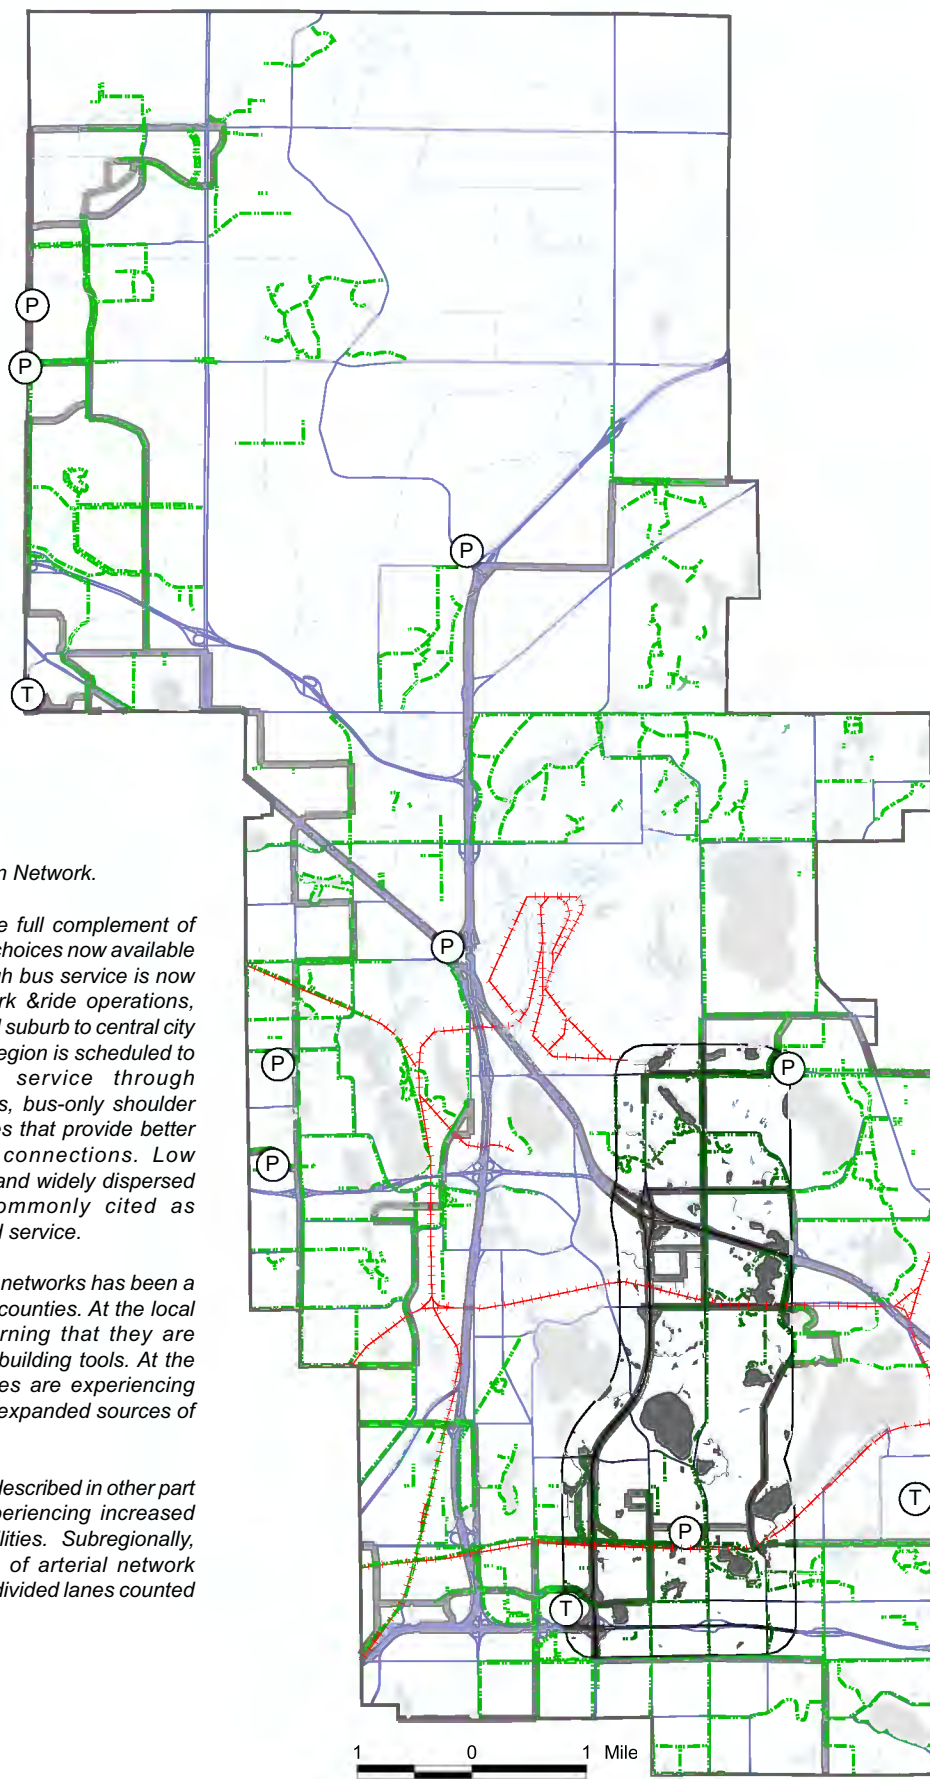 P
P
P
T
n Network.
e full complement of
choices now available
gh bus service is now
rk &ride operations,
d suburb to central city
region is scheduled to
service through
s, bus-only shoulder
es that provide better
connections. Low
and widely dispersed
ommonly cited as
l service.
networks has been a
counties. At the local
rning that they are
building tools. At the
es are experiencing
expanded sources of
described in other part
periencing increased
ilities. Subregionally,
of arterial network
divided lanes counted
P
P
P
P
T
P
T
1 0 1 Mile